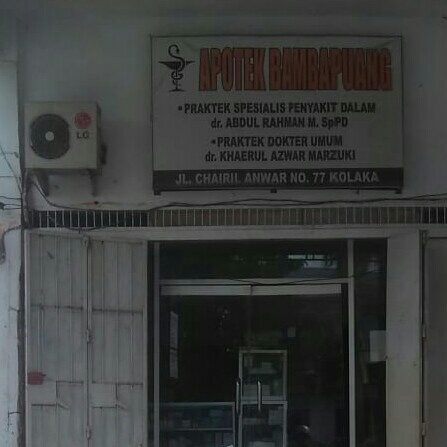 APOTEK BAMBAPUANG
•PRAKTEK SPESIALIS PENYAKIT DALAM
dr. ABDUL RAHMAN M. SpPD
•PRAKTEK DOKTER UMUM
dr. KHAERUL AZWAR MARZUKI
JL. CHAIRIL ANWAR NO. 77 KOLAKA
LG